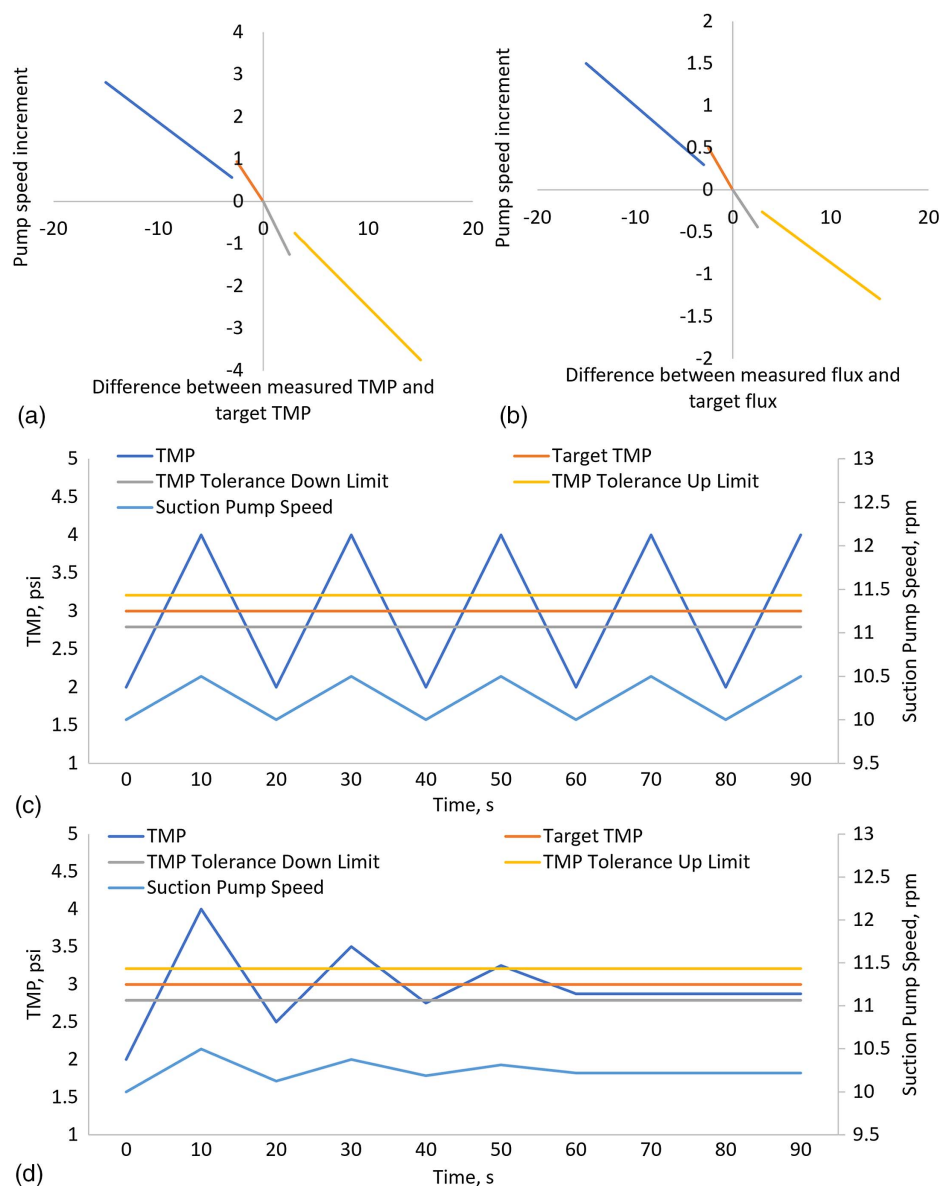 4
3
2
1
0
-1
-2
-3
-4
-20
-10
0
10
20
Pump speed increment
Difference between measured TMP and
target TMP
(a)
2
1.5
1
0.5
0
-0.5
-1
-1.5
-2
-20
-10
0
10
20
Pump speed increment
Difference between measured flux and
target flux
(b)
TMP
Target TMP
TMP Tolerance Down Limit
TMP Tolerance Up Limit
Suction Pump Speed
5
4.5
4
3.5
3
2.5
2
1.5
1
TMP, psi
13
12.5
12
11.5
11
10.5
10
9.5
Suction Pump Speed, rpm
0 10 20 30 40 50 60 70 80 90
Time, s
(c)
TMP
Target TMP
TMP Tolerance Down Limit
TMP Tolerance Up Limit
Suction Pump Speed
5
4.5
4
3.5
3
2.5
2
1.5
1
TMP, psi
13
12.5
12
11.5
11
10.5
10
9.5
Suction Pump Speed, rpm
0 10 20 30 40 50 60 70 80 90
Time, s
(d)